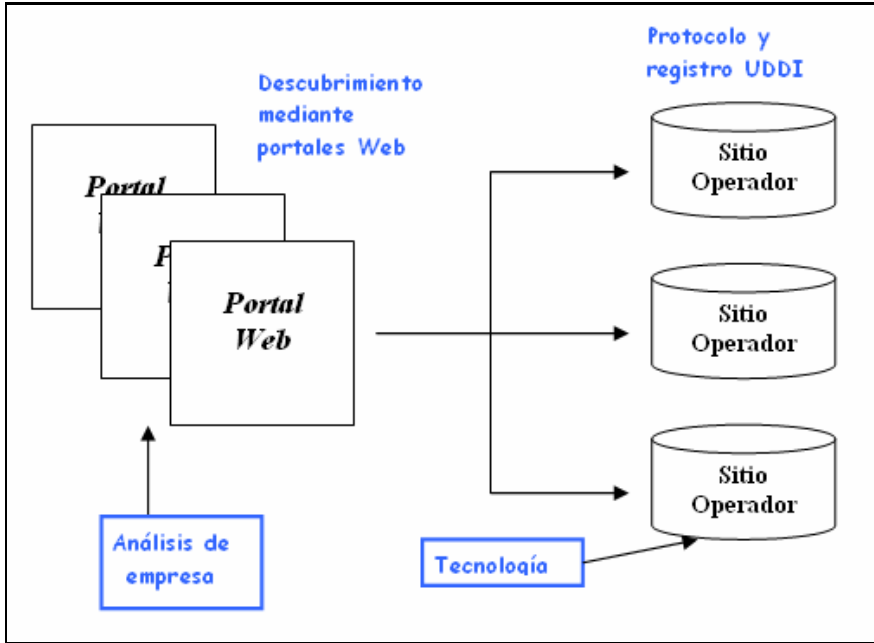 Protocolo y
registro UDDI
Descubrimiento
mediante
portales Web
Portal
Portal
Web
Sitio
Operador
Sitio
Operador
Sitio
Operador
Análisis de
empresa
Tecnología